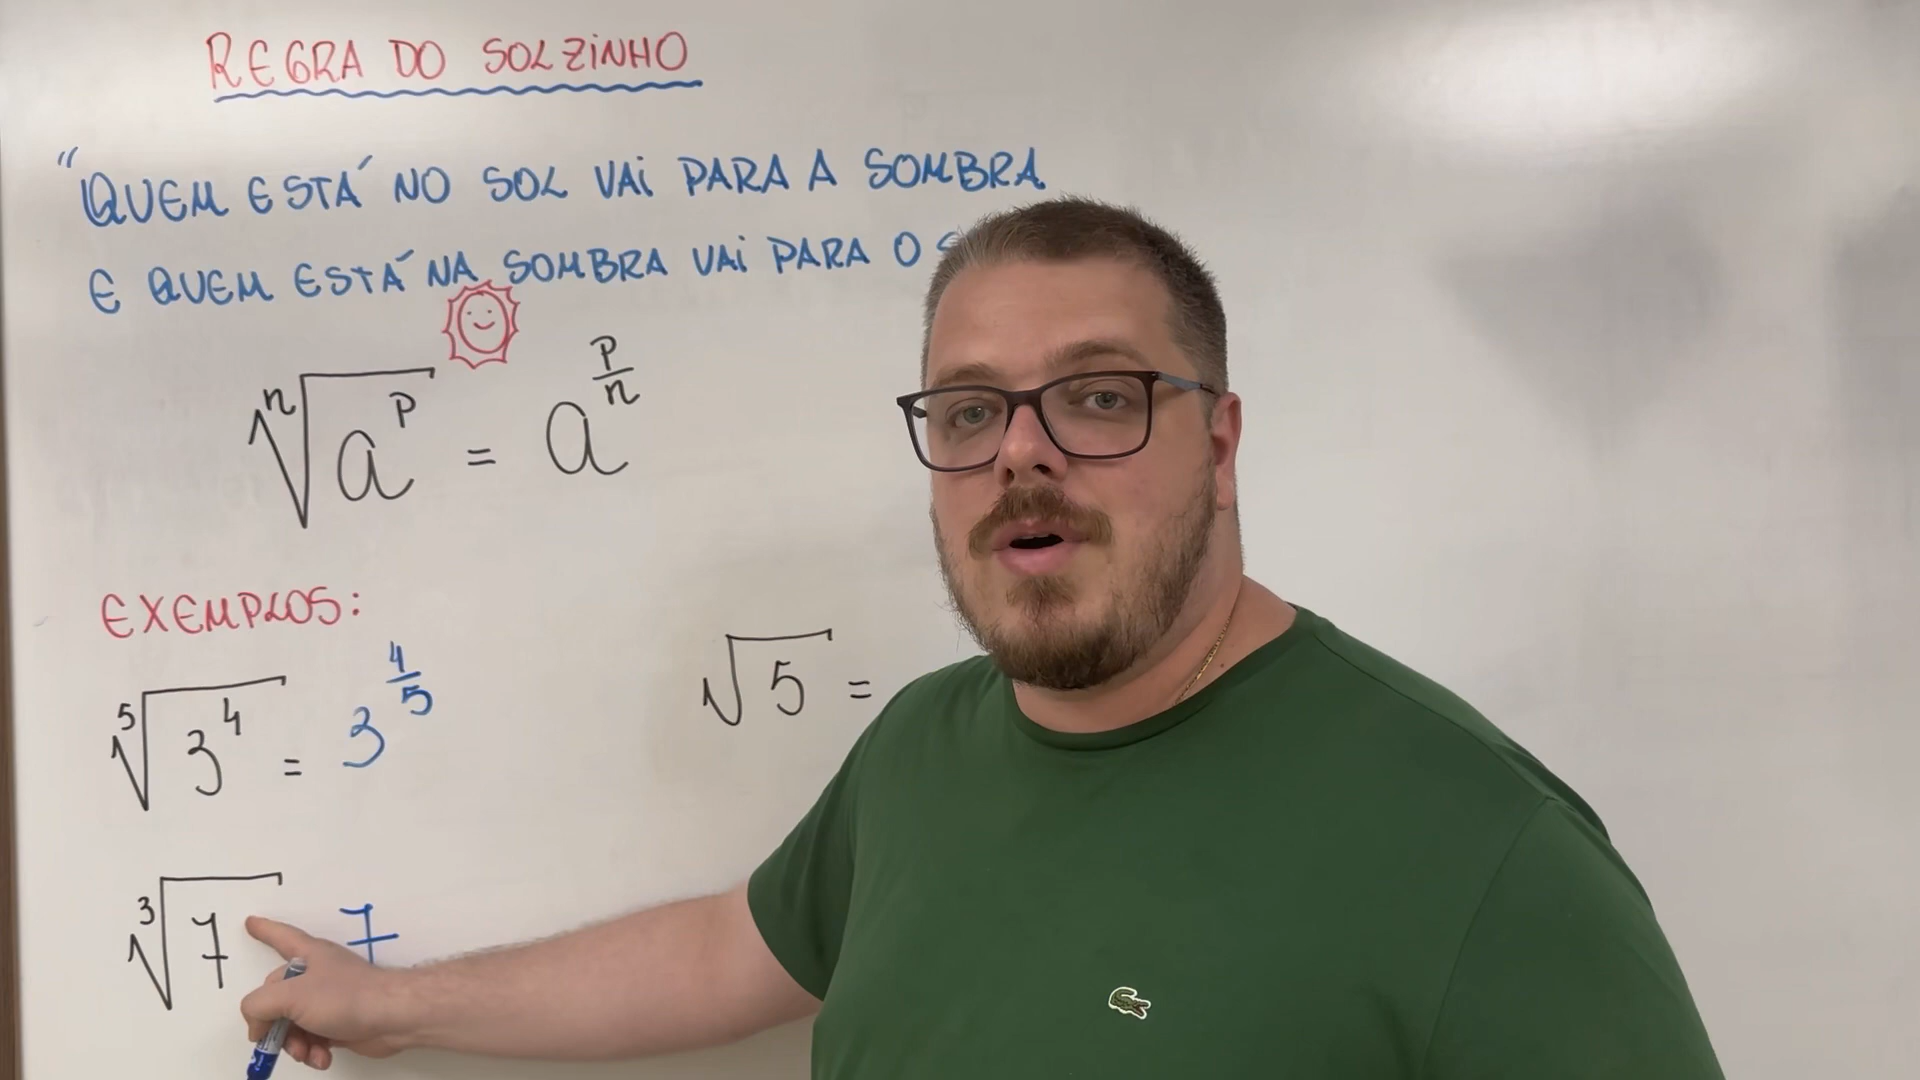 REGRA DO SOLZINHO
"QUEM ESTÁ NO SOL VAI PARA A SOMBRA
E QUEM ESTÁ NA SOMBRA VAI PARA O S
ⁿ√a^p = a^(p/n)
EXEMPLOS:
⁵√3⁴ = 3^(4/5)
√5 =
³√7 7